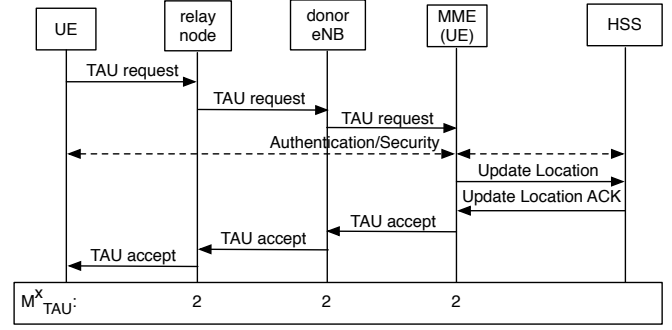 UE
relay
node
donor
eNB
MME
(UE)
HSS
TAU request
TAU request
TAU request
Authentication/Security
Update Location
Update Location ACK
TAU accept
TAU accept
TAU accept
M^X_TAU: 2 2 2